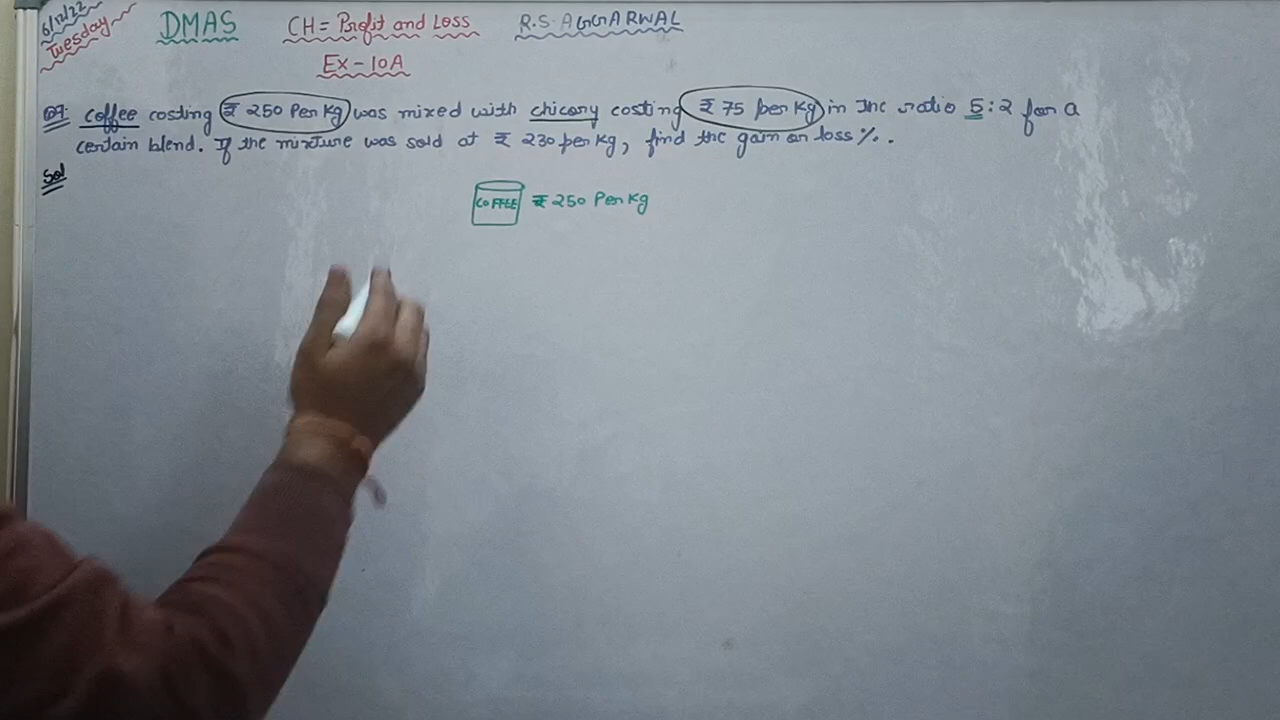 6/12/22
Tuesday
DMAS CH = Profit and Loss R.S AGGARWAL
Ex-10A
Q7: Coffee costing ₹ 250 Per Kg was mixed with chicory costing ₹ 75 per Kg in the ratio 5:2 for a
certain blend. If the mixture was sold at ₹ 230 per Kg, find the gain or loss %.
Sol
COFFEE ₹ 250 Per Kg